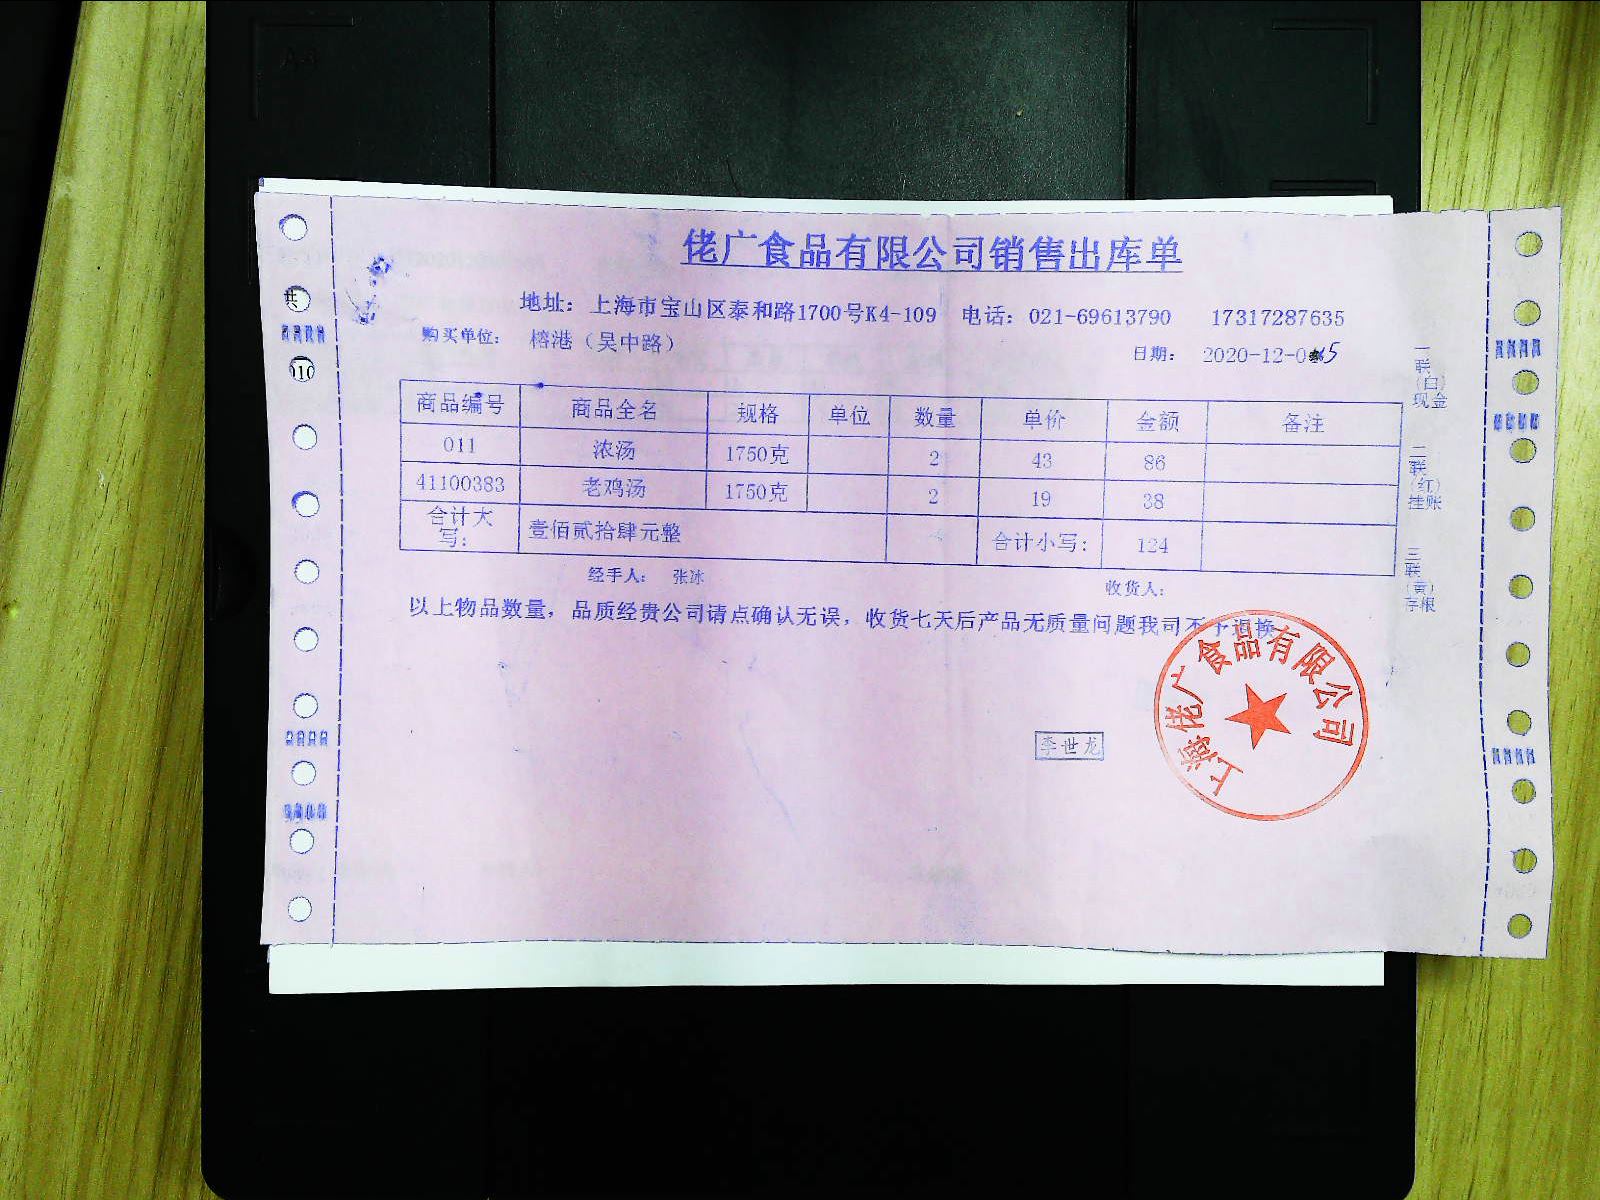 佬广食品有限公司销售出库单
地址：上海市宝山区泰和路1700号K4-109 电话：021-69613790 17317287635
购买单位： 榕港（吴中路）
日期： 2020-12-05
商品编号 商品全名 规格 单位 数量 单价 金额 备注
011 浓汤 1750克 2 43 86
41100383 老鸡汤 1750克 2 19 38
合计大写： 壹佰贰拾肆元整 合计小写： 124
经手人： 张冰 收货人：
以上物品数量，品质经贵公司请点确认无误，收货七天后产品无质量问题我司不予退换
一联（白）现金
二联（红）挂账
三联（黄）存根
李世龙
上海佬广食品有限公司
共